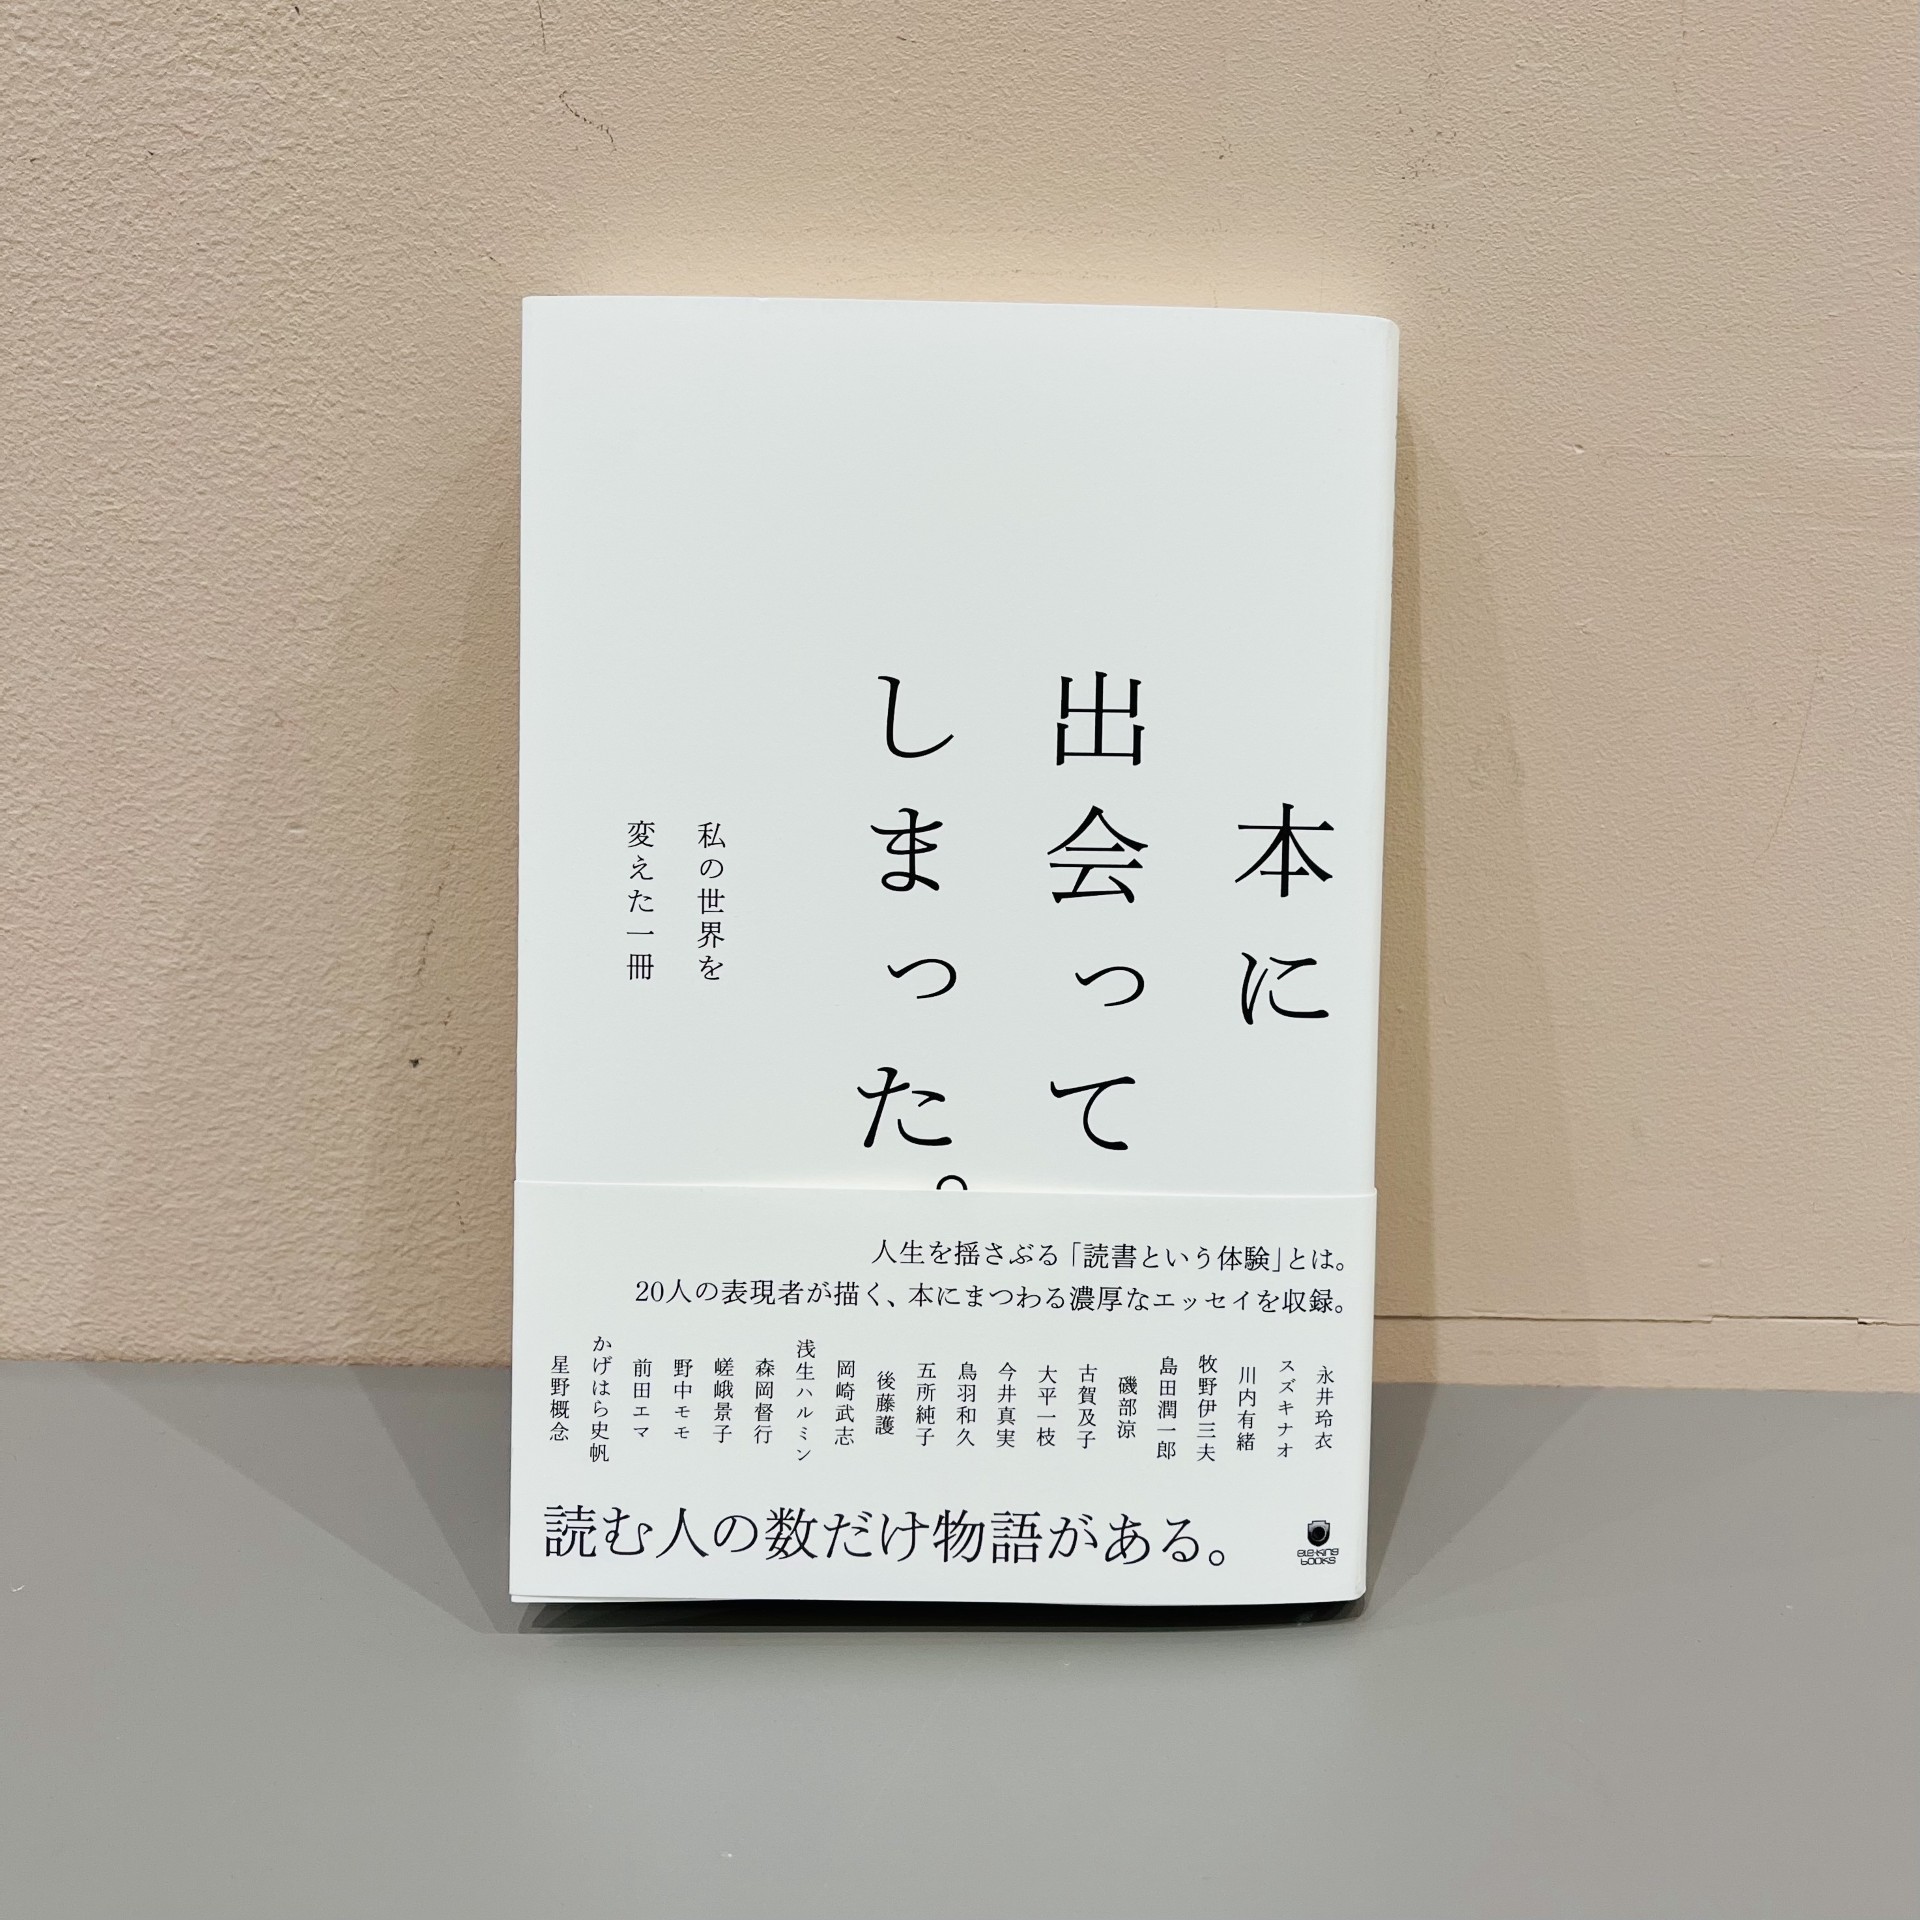 本に
出会って
しまった。
私の世界を
変えた一冊
人生を揺さぶる「読書という体験」とは。
20人の表現者が描く、本にまつわる濃厚なエッセイを収録。
永井玲衣
スズキナオ
川内有緒
牧野伊三夫
島田潤一郎
磯部涼
古賀及子
大平一枝
今井真実
鳥羽和久
五所純子
後藤護
岡崎武志
浅生ハルミン
森岡督行
嵯峨景子
野中モモ
前田エマ
かげはら史帆
星野概念
読む人の数だけ物語がある。
ele-king
books